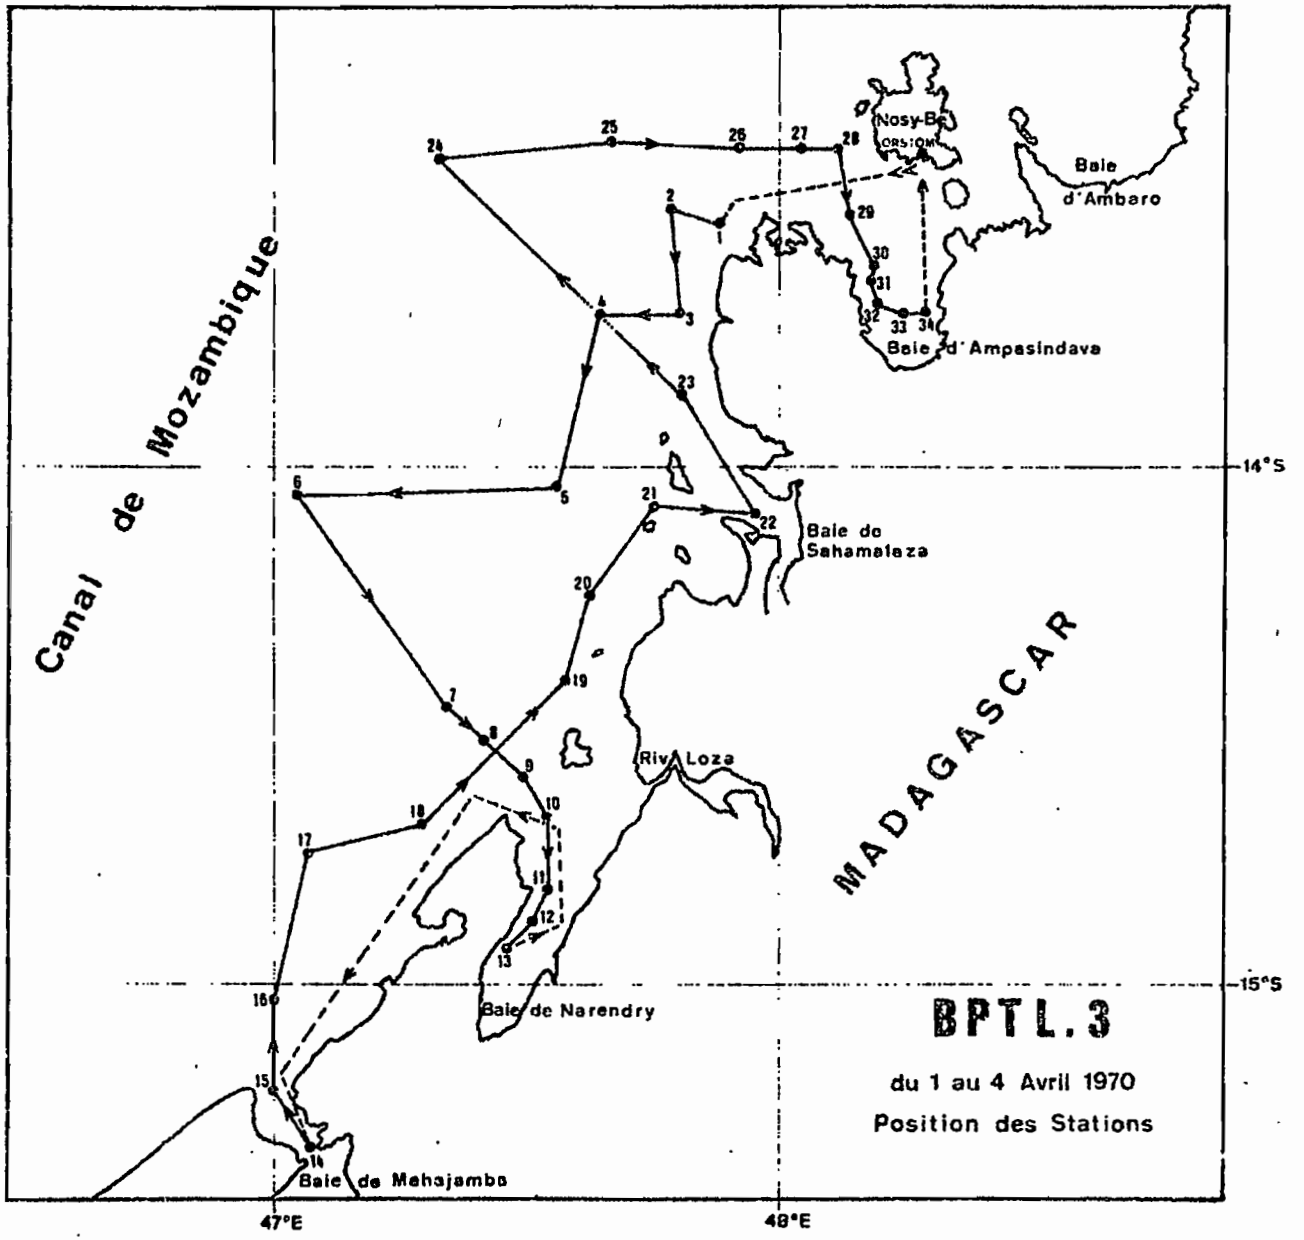 Nosy-Be
ORSTOM
Baie
d'Ambaro
24
25
26
27
28
2
29
30
31
32
33
34
Baie d'Ampasindava
4
3
23
Canal de Mozambique
14°S
6
5
21
22
Baie de
Sahamalaza
20
19
MADAGASCAR
7
8
9
Riv. Loza
10
18
17
11
12
13
16
15°S
Baie de Narendry
BPTL.3
15
du 1 au 4 Avril 1970
Position des Stations
14
Baie de Mahajamba
47°E
48°E